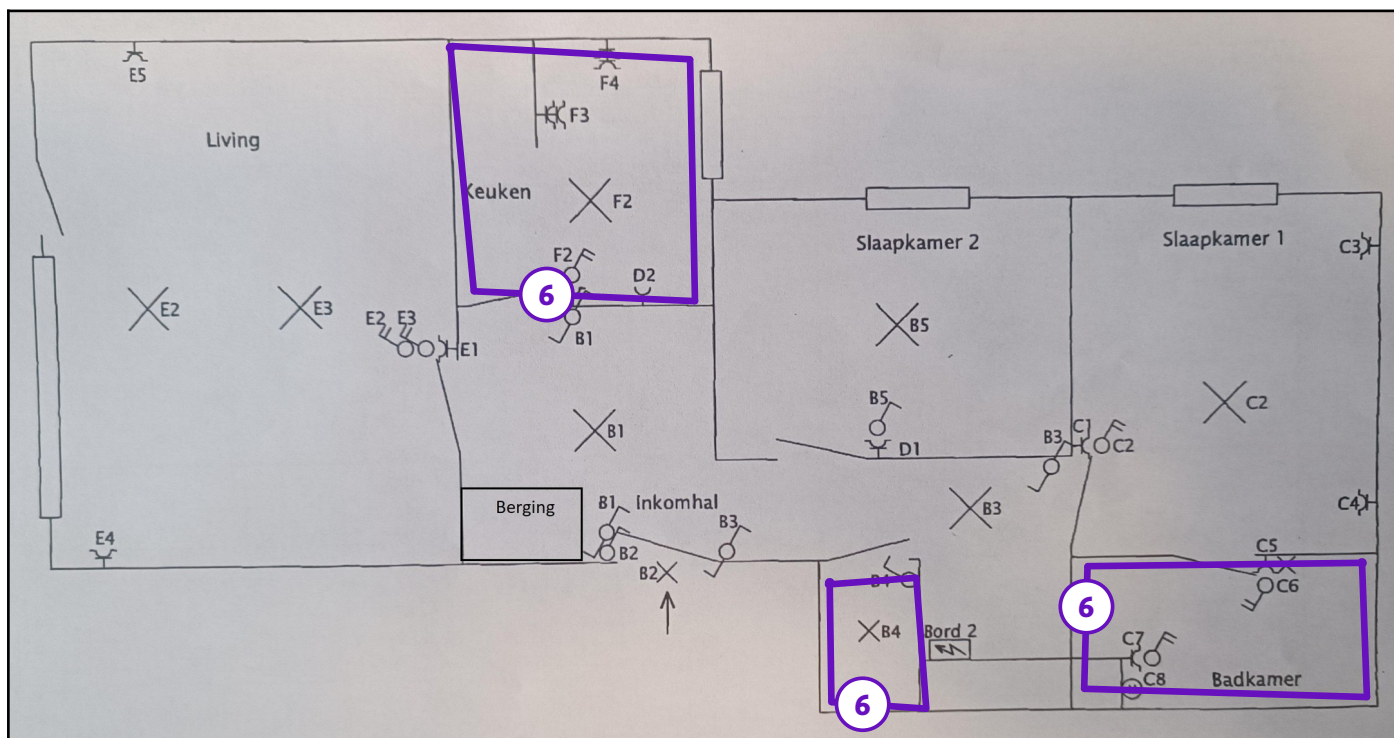 E5
F4
F3
Living
Keuken
F2
Slaapkamer 2
Slaapkamer 1
C3
F2
D2
6
E2
E3
E2 E3
E1
B1
B5
B5
D1
C2
B3
C1
C2
B1
Berging
B1
Inkomhal
B3
B3
C4
E4
B2
B2
C5
C6
6
B4
Bord 2
C7
C8
Badkamer
6